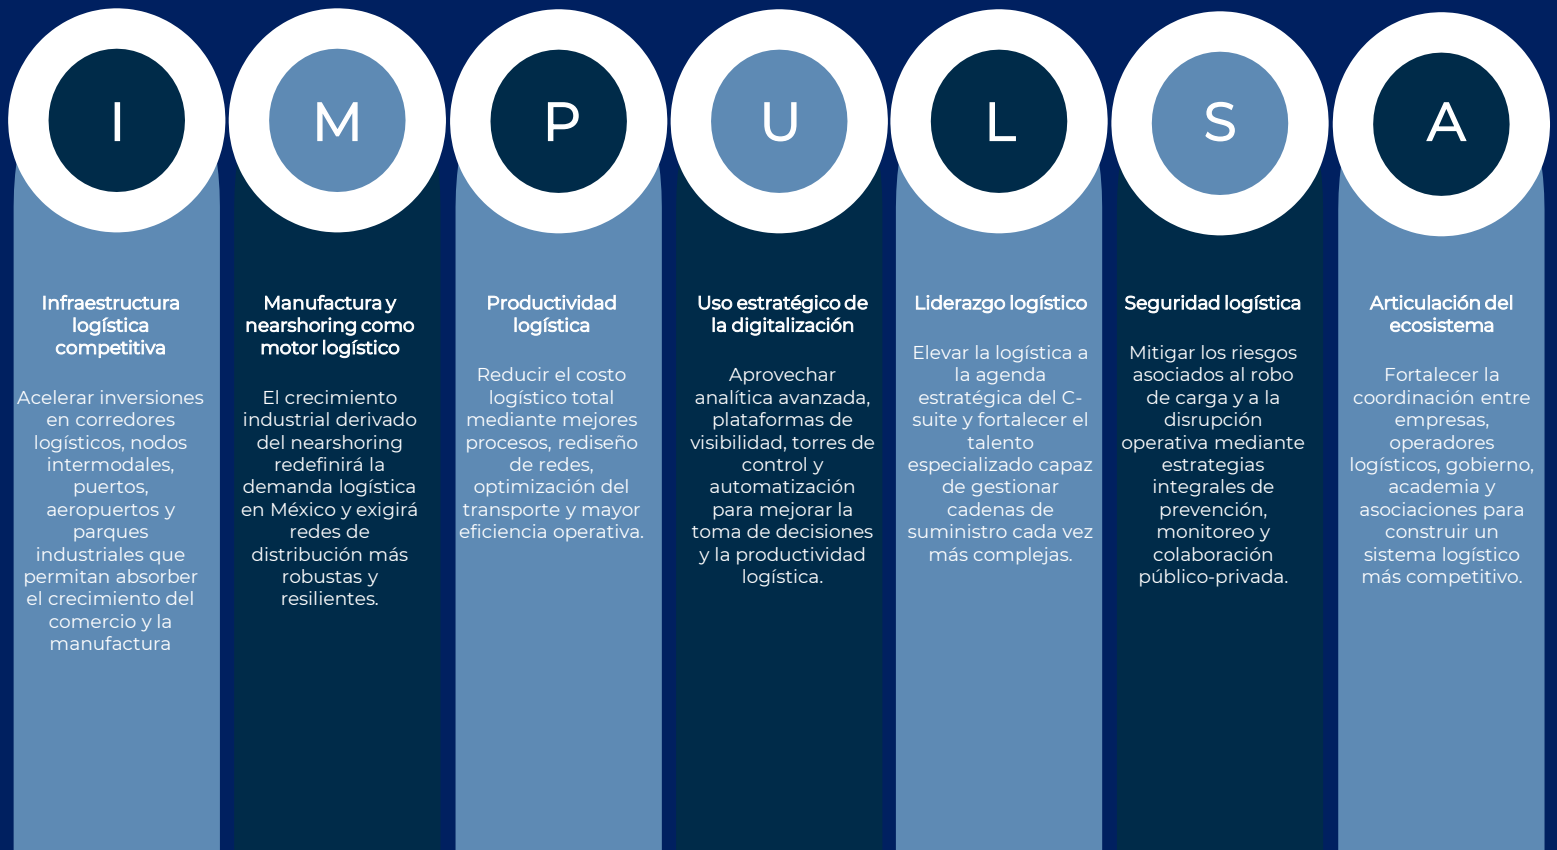 I
M
P
U
L
S
A
Infraestructura
logística
competitiva
Acelerar inversiones
en corredores
logísticos, nodos
intermodales,
puertos,
aeropuertos y
parques
industriales que
permitan absorber
el crecimiento del
comercio y la
manufactura
Manufactura y
nearshoring como
motor logístico
El crecimiento
industrial derivado
del nearshoring
redefinirá la
demanda logística
en México y exigirá
redes de
distribución más
robustas y
resilientes.
Productividad
logística
Reducir el costo
logístico total
mediante mejores
procesos, rediseño
de redes,
optimización del
transporte y mayor
eficiencia operativa.
Uso estratégico de
la digitalización
Aprovechar
analítica avanzada,
plataformas de
visibilidad, torres de
control y
automatización
para mejorar la
toma de decisiones
y la productividad
logística.
Liderazgo logístico
Elevar la logística a
la agenda
estratégica del C-
suite y fortalecer el
talento
especializado capaz
de gestionar
cadenas de
suministro cada vez
más complejas.
Seguridad logística
Mitigar los riesgos
asociados al robo
de carga y a la
disrupción
operativa mediante
estrategias
integrales de
prevención,
monitoreo y
colaboración
público-privada.
Articulación del
ecosistema
Fortalecer la
coordinación entre
empresas,
operadores
logísticos, gobierno,
academia y
asociaciones para
construir un
sistema logístico
más competitivo.